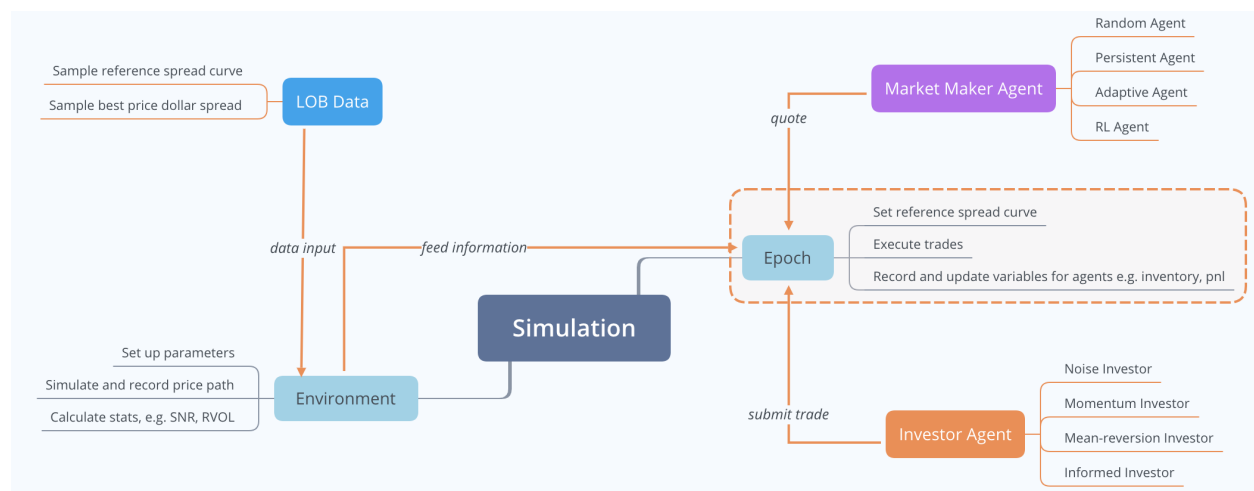 Sample reference spread curve
Sample best price dollar spread
LOB Data
Market Maker Agent
Random Agent
Persistent Agent
Adaptive Agent
RL Agent
quote
data input
feed information
Epoch
Set reference spread curve
Execute trades
Record and update variables for agents e.g. inventory, pnl
Simulation
Set up parameters
Simulate and record price path
Calculate stats, e.g. SNR, RVOL
Environment
submit trade
Investor Agent
Noise Investor
Momentum Investor
Mean-reversion Investor
Informed Investor